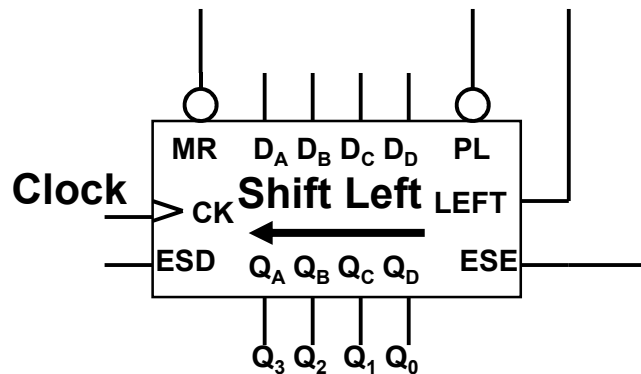 MR D_A D_B D_C D_D PL
Clock Shift Left LEFT
CK
ESD Q_A Q_B Q_C Q_D ESE
Q_3 Q_2 Q_1 Q_0